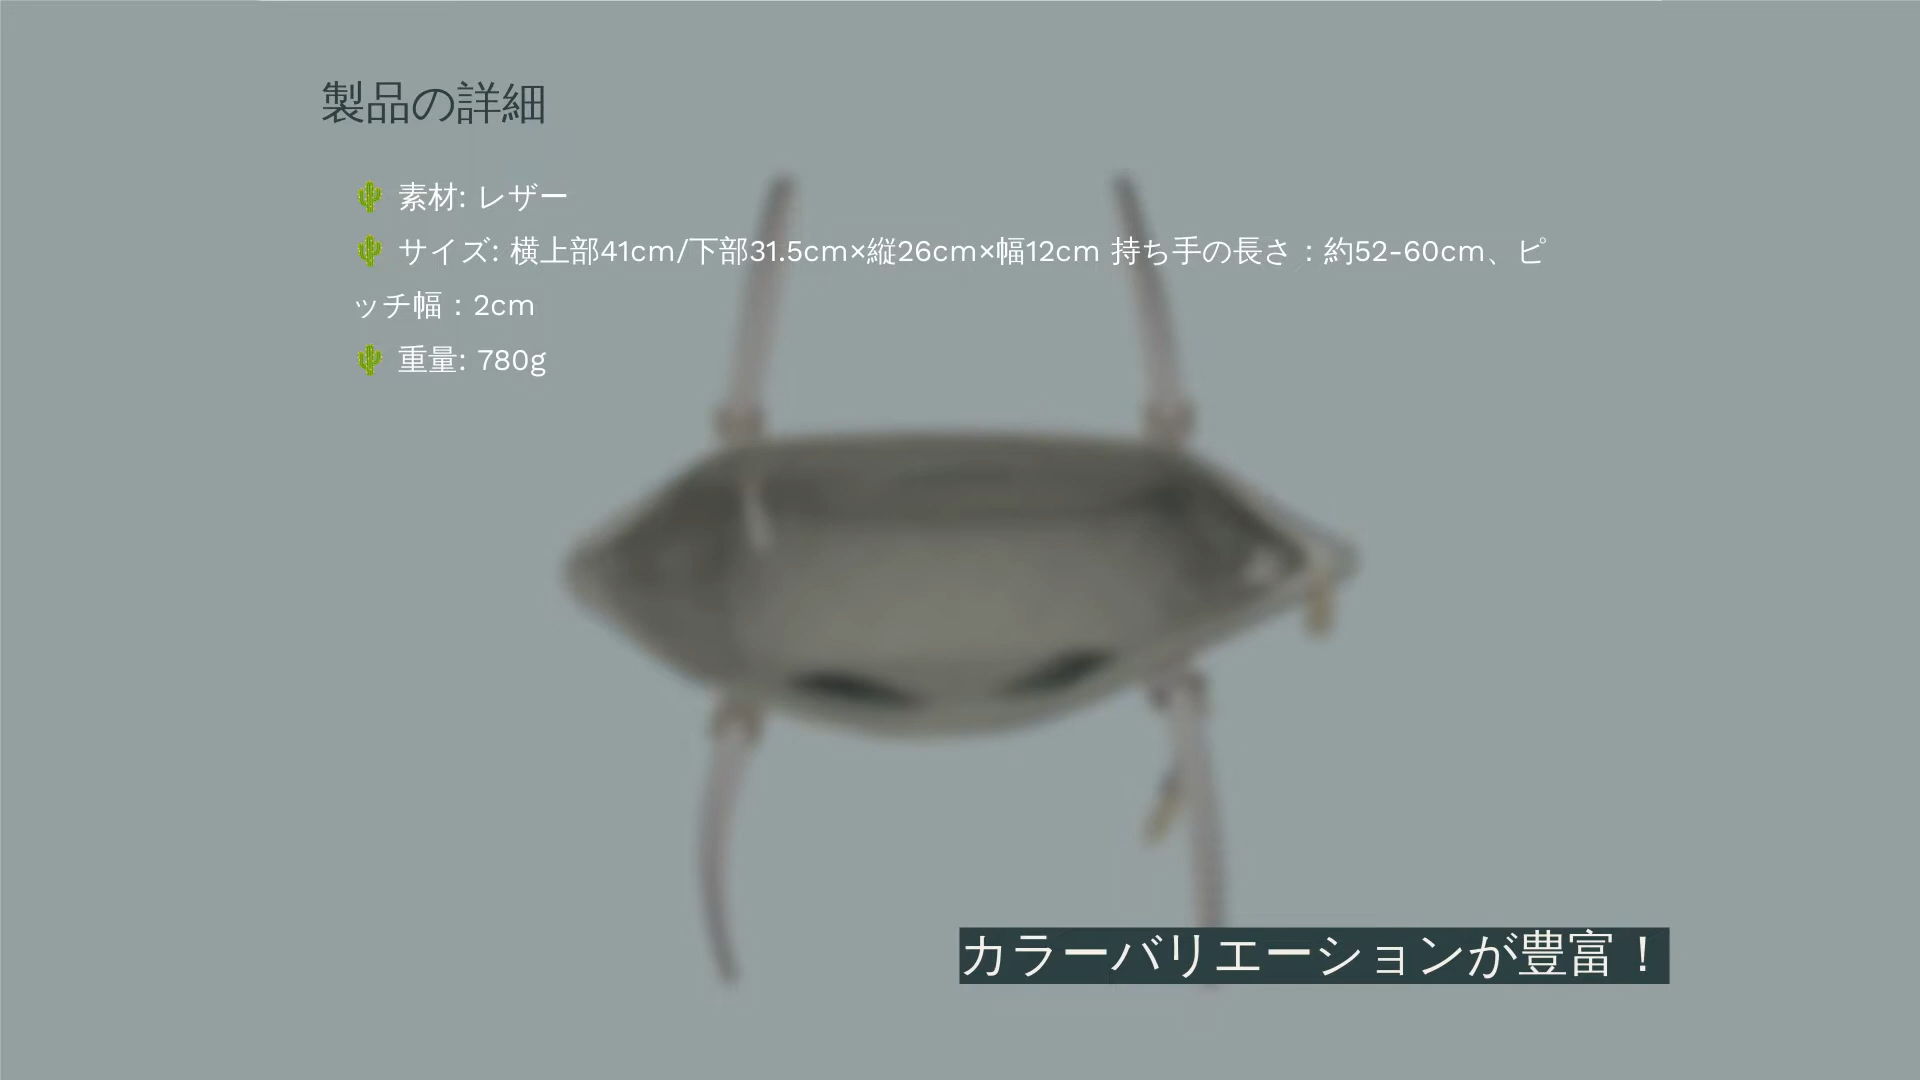 製品の詳細
🌵 素材: レザー
🌵 サイズ: 横上部41cm/下部31.5cm×縦26cm×幅12cm 持ち手の長さ：約52-60cm、ピ
ッチ幅：2cm
🌵 重量: 780g
カラーバリエーションが豊富！